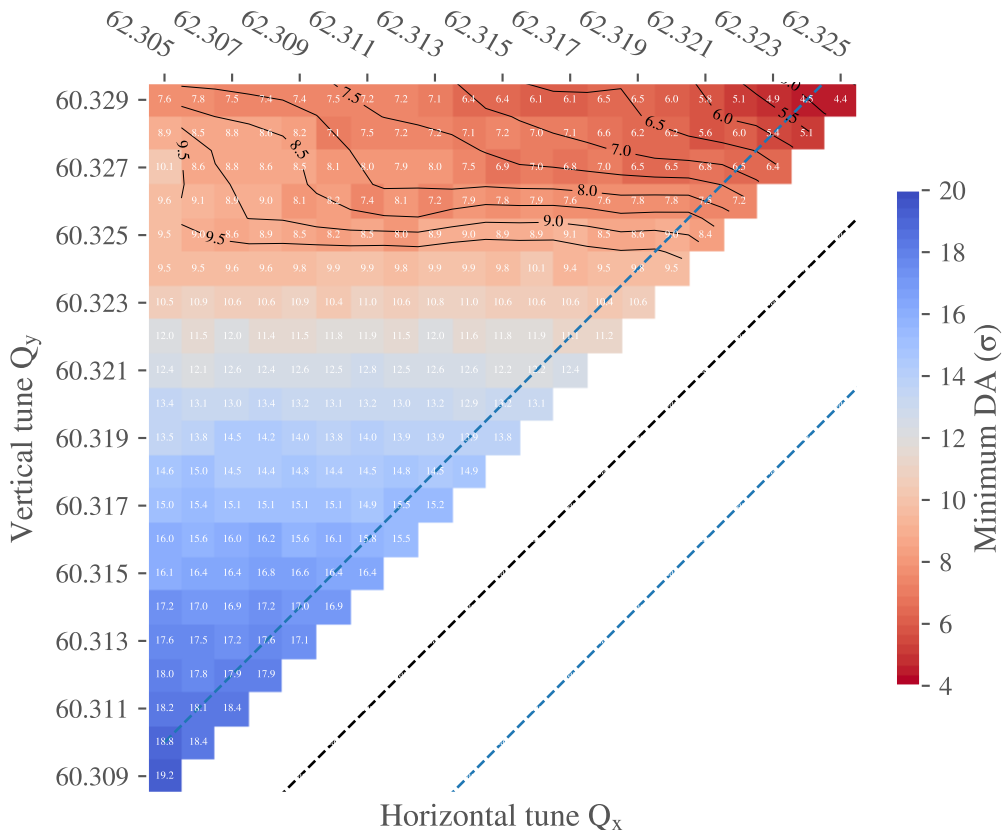 62.305 62.307 62.309 62.311 62.313 62.315 62.317 62.319 62.321 62.323 62.325
60.329 7.6 7.8 7.5 7.4 7.4 7.2 7.2 7.1 6.4 6.4 6.1 6.1 6.5 6.5 6.0 5.8 5.1 4.9 4.5 4.4
8.9 8.5 8.8 8.6 8.2 7.1 7.5 7.2 7.2 7.1 7.2 7.0 7.1 6.6 6.2 6.2 5.6 6.0 5.4 5.1
60.327 10.1 8.6 8.8 8.6 8.5 8.1 8.0 7.9 8.0 7.5 6.9 7.0 6.8 7.0 6.5 6.5 6.8 6.5 6.4
9.6 9.1 8.9 9.0 8.1 8.2 7.4 8.1 7.2 7.9 7.8 7.9 7.6 7.6 7.8 7.8 7.2
60.325 9.5 9.0 8.6 8.9 8.5 8.2 8.5 8.0 8.9 9.0 8.9 8.9 9.1 8.5 8.6 9.0 8.4
9.5 9.5 9.6 9.6 9.8 9.9 9.9 9.8 9.9 9.9 9.8 10.1 9.4 9.5 9.8 9.5
60.323 10.5 10.9 10.6 10.6 10.9 10.4 11.0 10.6 10.8 11.0 10.6 10.6 10.6 10.4 10.6
12.0 11.5 12.0 11.4 11.5 11.8 11.9 11.5 12.0 11.6 11.8 11.9 11.2
60.321 12.4 12.1 12.6 12.4 12.6 12.5 12.8 12.5 12.6 12.6 12.2 12.4
13.4 13.1 13.0 13.4 13.2 13.1 13.2 13.0 13.2 12.9 13.2 13.1
60.319 13.5 13.8 14.5 14.2 14.0 13.8 14.0 13.9 13.9 13.9 13.8
14.6 15.0 14.5 14.4 14.8 14.4 14.5 14.8 14.5 14.9
60.317 15.0 15.4 15.1 15.1 15.1 15.1 14.9 15.5 15.2
16.0 15.6 16.0 16.2 15.6 16.1 15.8 15.5
60.315 16.1 16.4 16.4 16.8 16.6 16.4 16.4
17.2 17.0 16.9 17.2 17.0 16.9
60.313 17.6 17.5 17.2 17.6 17.1
18.0 17.8 17.9 17.9
60.311 18.2 18.1 18.4
18.8 18.4
60.309 19.2
7.5
8.5
9.5
9.5
9.0
8.0
7.0
6.5
6.0
5.5
Vertical tune Q_y
Horizontal tune Q_x
20
18
16
14
12
10
8
6
4
Minimum DA (σ)